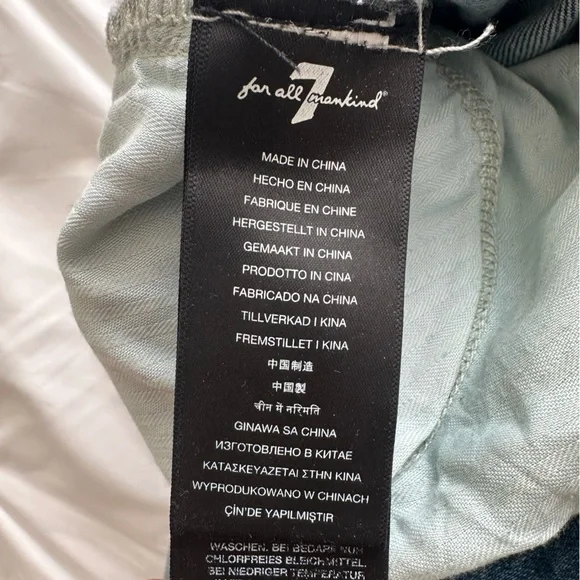 7
for all mankind®
MADE IN CHINA
HECHO EN CHINA
FABRIQUE EN CHINE
HERGESTELLT IN CHINA
GEMAAKT IN CHINA
PRODOTTO IN CINA
FABRICADO NA CHINA
TILLVERKAD I KINA
FREMSTILLET I KINA
中国制造
中国製
चीन में नरिमति
GINAWA SA CHINA
ИЗГОТОВЛЕНО В КИТАЕ
ΚΑΤΑΣΚΕΥΑΖΕΤΑΙ ΣΤΗΝ ΚΙΝΑ
WYPRODUKOWANO W CHINACH
ÇİN'DE YAPILMIŞTIR
WASCHEN. BEI BEDARF NUR
CHLORFREIES BLEICHMITTEL.
BEI NIEDRIGER TEMPERATUR